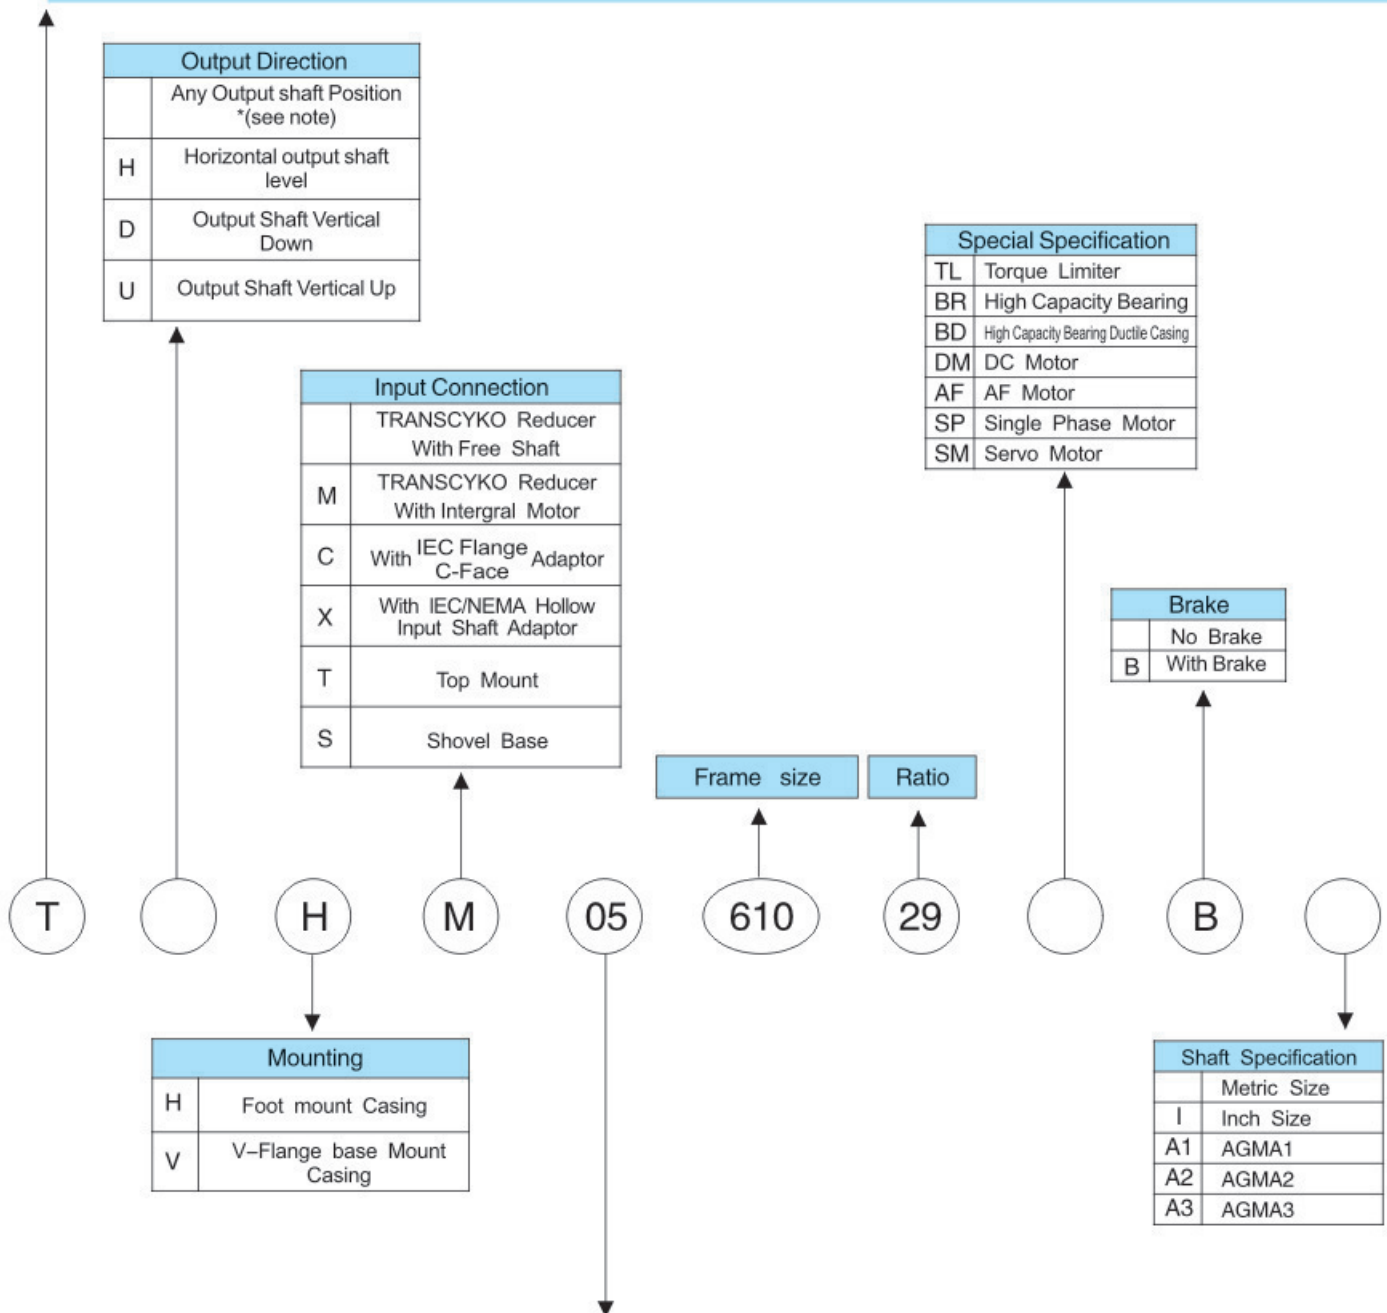 Output Direction
Any Output shaft Position
*(see note)
H
Horizontal output shaft
level
D
Output Shaft Vertical
Down
U
Output Shaft Vertical Up
Special Specification
TL Torque Limiter
BR High Capacity Bearing
BD High Capacity Bearing Ductile Casing
DM DC Motor
AF AF Motor
SP Single Phase Motor
SM Servo Motor
Input Connection
TRANSCYKO Reducer
With Free Shaft
M
TRANSCYKO Reducer
With Intergral Motor
C
With IEC Flange Adaptor
C-Face
X
With IEC/NEMA Hollow
Input Shaft Adaptor
T
Top Mount
S
Shovel Base
Brake
No Brake
B With Brake
Frame size
Ratio
T H M 05 610 29 B
Mounting
H
Foot mount Casing
V
V–Flange base Mount
Casing
Shaft Specification
Metric Size
I Inch Size
A1 AGMA1
A2 AGMA2
A3 AGMA3